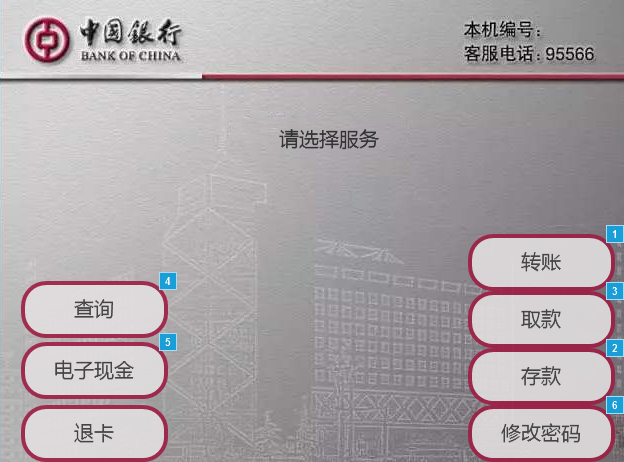 中国银行
BANK OF CHINA
本机编号:
客服电话:95566
请选择服务
1
转账
4
查询
3
取款
5
电子现金
2
存款
退卡
6
修改密码